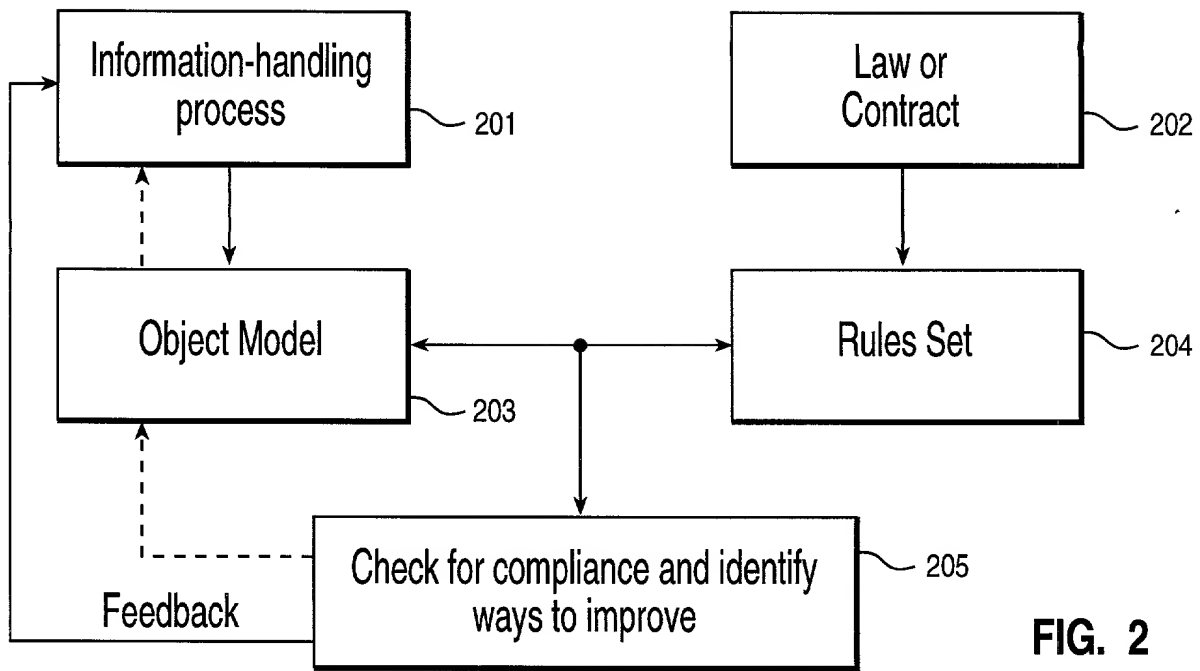 Information-handling
process
201
Law or
Contract
202
Object Model
203
Rules Set
204
Check for compliance and identify
ways to improve
205
Feedback
FIG. 2